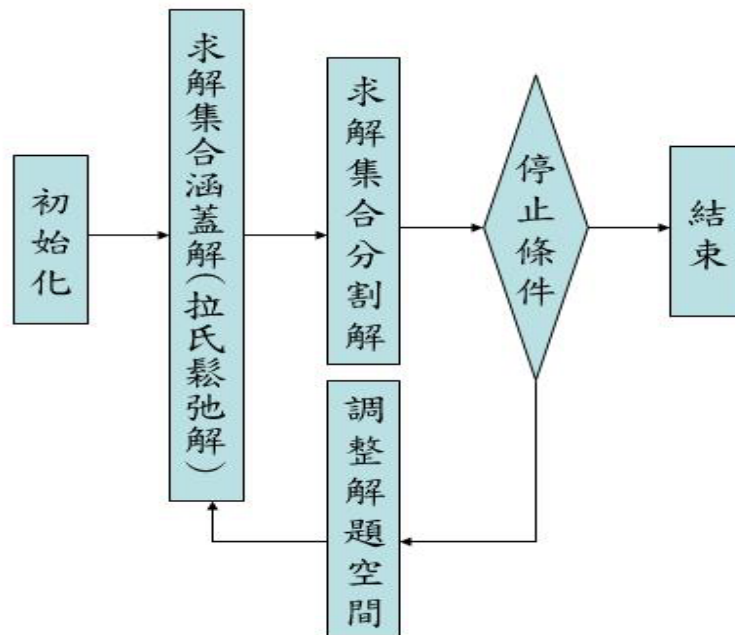 初始化
求解集合涵蓋解(拉氏鬆弛解)
求解集合分割解
停止條件
結束
調整解題空間